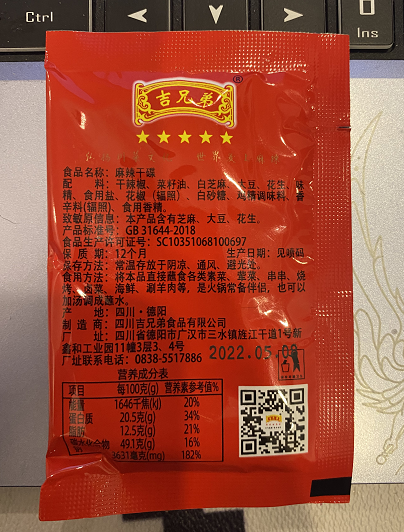 Ctrl
Ins
吉兄弟®
食品名称：麻辣干碟
配 料：干辣椒、菜籽油、白芝麻、大豆、花生、味
精、食用盐、花椒（辐照）、白砂糖、鸡精调味料、香
辛料(辐照)、食用香精。
致敏原信息：本产品含有芝麻、大豆、花生。
产品标准号：GB 31644-2018
食品生产许可证号：SC10351068100697
保 质 期：12个月 生产日期：见喷码
贮存方法：常温存放于阴凉、通风、避光处。
食用方法：将本品直接蘸食各类素菜、荤菜、串串、烧
烤、卤菜、海鲜、涮羊肉等，是火锅常备伴侣，也可以
加汤调成蘸水。
产 地：四川·德阳
制 造 商：四川吉兄弟食品有限公司
厂 址：四川省德阳市广汉市三水镇旌江干道1号新
鑫和工业园11幢3层3、4号
厂址联系电话：0838-5517886 2022.05.06
营养成分表
项目 每100克(g) 营养素参考值%
能量 1646千焦(kJ) 20%
蛋白质 20.5克(g) 34%
脂肪 12.5克(g) 21%
碳水化合物 49.1克(g) 16%
3631毫克(mg) 182%